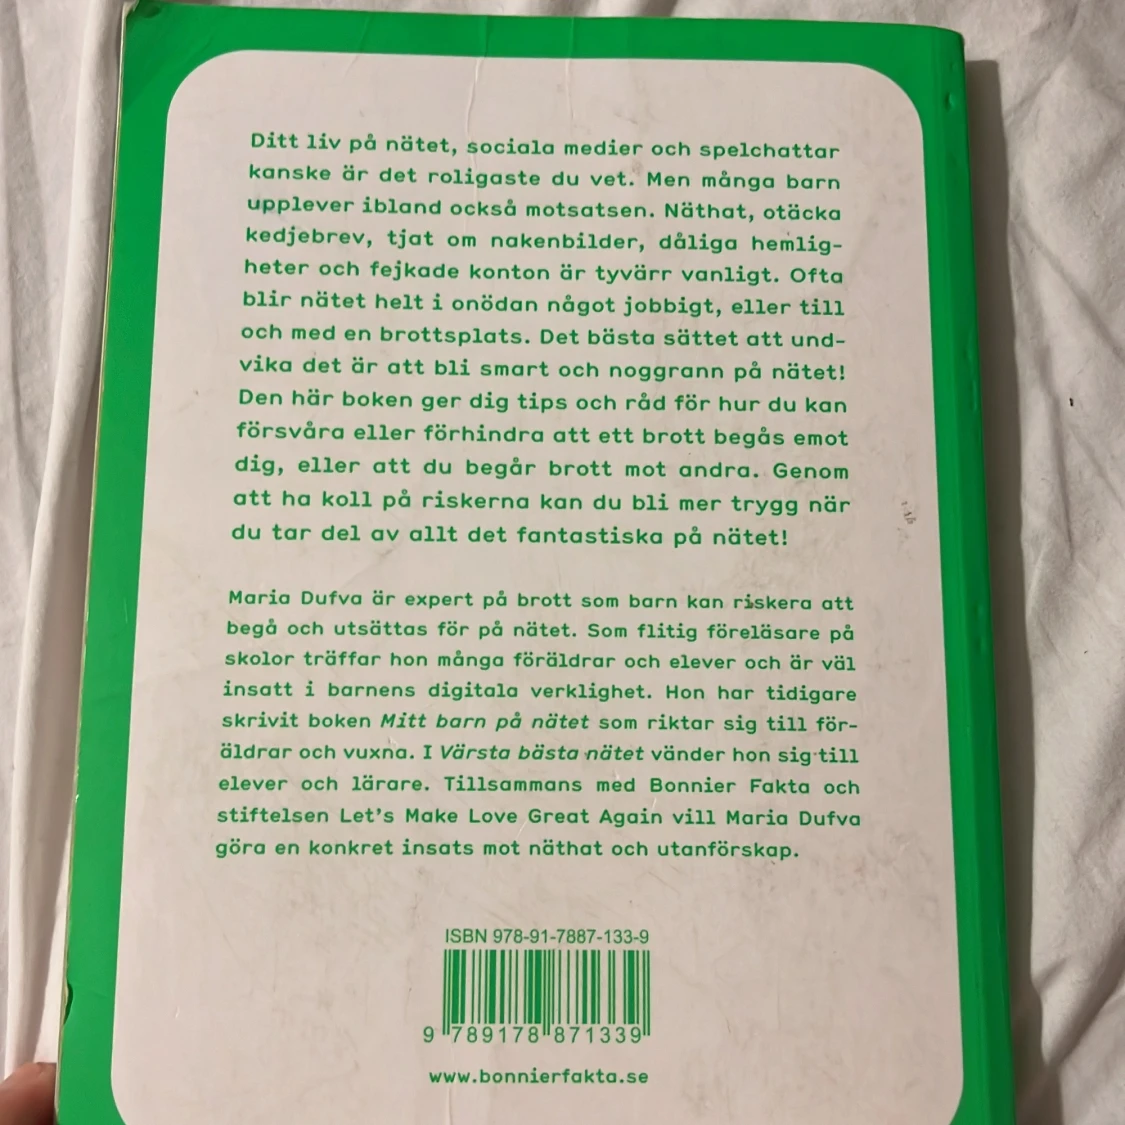 Ditt liv på nätet, sociala medier och spelchattar
kanske är det roligaste du vet. Men många barn
upplever ibland också motsatsen. Näthat, otäcka
kedjebrev, tjat om nakenbilder, dåliga hemlig-
heter och fejkade konton är tyvärr vanligt. Ofta
blir nätet helt i onödan något jobbigt, eller till
och med en brottsplats. Det bästa sättet att und-
vika det är att bli smart och noggrann på nätet!
Den här boken ger dig tips och råd för hur du kan
försvåra eller förhindra att ett brott begås emot
dig, eller att du begår brott mot andra. Genom
att ha koll på riskerna kan du bli mer trygg när
du tar del av allt det fantastiska på nätet!
Maria Dufva är expert på brott som barn kan riskera att
begå och utsättas för på nätet. Som flitig föreläsare på
skolor träffar hon många föräldrar och elever och är väl
insatt i barnens digitala verklighet. Hon har tidigare
skrivit boken Mitt barn på nätet som riktar sig till för-
äldrar och vuxna. I Värsta bästa nätet vänder hon sig till
elever och lärare. Tillsammans med Bonnier Fakta och
stiftelsen Let's Make Love Great Again vill Maria Dufva
göra en konkret insats mot näthat och utanförskap.
ISBN 978-91-7887-133-9
9 789178 871339
www.bonnierfakta.se